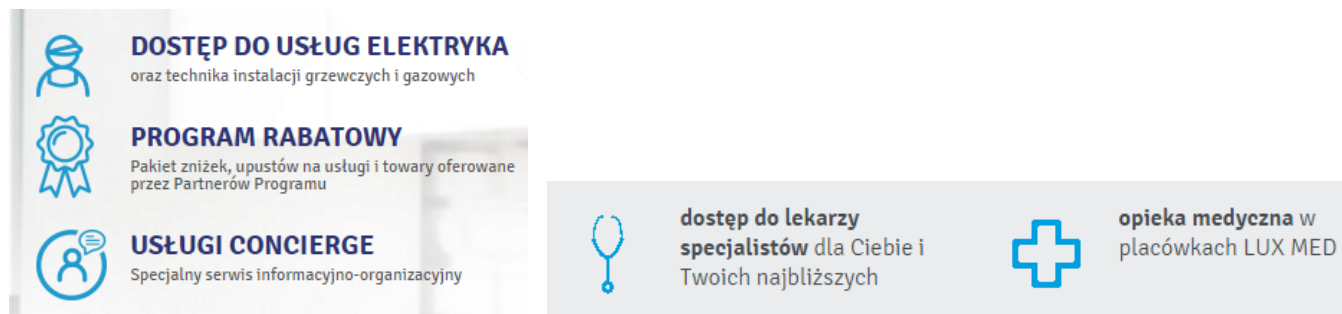 DOSTĘP DO USŁUG ELEKTRYKA
oraz technika instalacji grzewczych i gazowych
PROGRAM RABATOWY
Pakiet zniżek, upustów na usługi i towary oferowane
przez Partnerów Programu
USŁUGI CONCIERGE
Specjalny serwis informacyjno-organizacyjny
dostęp do lekarzy
specjalistów dla Ciebie i
Twoich najbliższych
opieka medyczna w
placówkach LUX MED